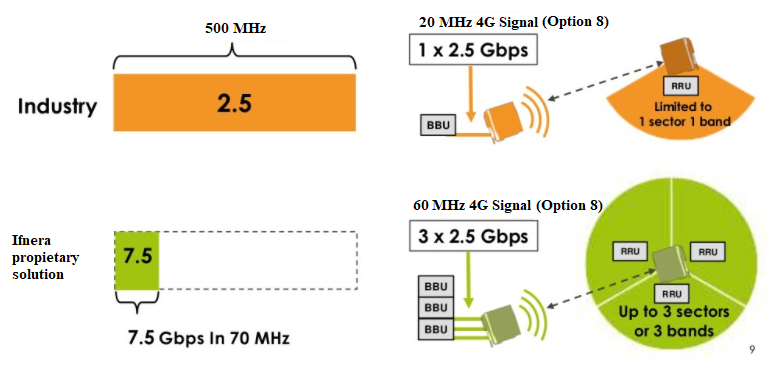 500 MHz
Industry
2.5
20 MHz 4G Signal (Option 8)
1 x 2.5 Gbps
BBU
RRU
Limited to
1 sector 1 band
Ifnera
propietary
solution
7.5
7.5 Gbps In 70 MHz
60 MHz 4G Signal (Option 8)
3 x 2.5 Gbps
BBU
BBU
BBU
RRU
RRU
RRU
Up to 3 sectors
or 3 bands
9